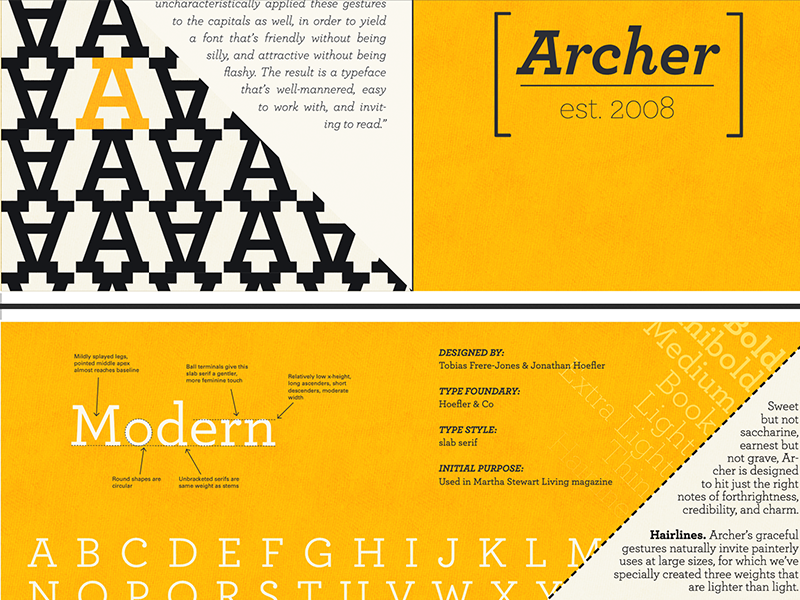 uncharacteristically applied these gestures
to the capitals as well, in order to yield
a font that's friendly without being
silly, and attractive without being
flashy. The result is a typeface
that's well-mannered, easy
to work with, and invit-
ing to read."
Archer
est. 2008
Mildly splayed legs,
pointed middle apex
almost reaches baseline
Ball terminals give this
slab serif a gentler,
more feminine touch
Relatively low x-height,
long ascenders, short
descenders, moderate
width
Modern
Round shapes are
circular
Unbracketed serifs are
same weight as stems
DESIGNED BY:
Tobias Frere-Jones & Jonathan Hoefler
TYPE FOUNDRY:
Hoefler & Co
TYPE STYLE:
slab serif
INITIAL PURPOSE:
Used in Martha Stewart Living magazine
Bold
Medium
Book
Light
Extra Light
Sweet
but not
saccharine,
earnest but
not grave, Ar-
cher is designed
to hit just the right
notes of forthrightness,
credibility, and charm.
Hairlines. Archer's graceful
gestures naturally invite painterly
uses at large sizes, for which we've
specially created three weights that
are lighter than light.
A B C D E F G H I J K L M
N O P Q R S T U V W X Y